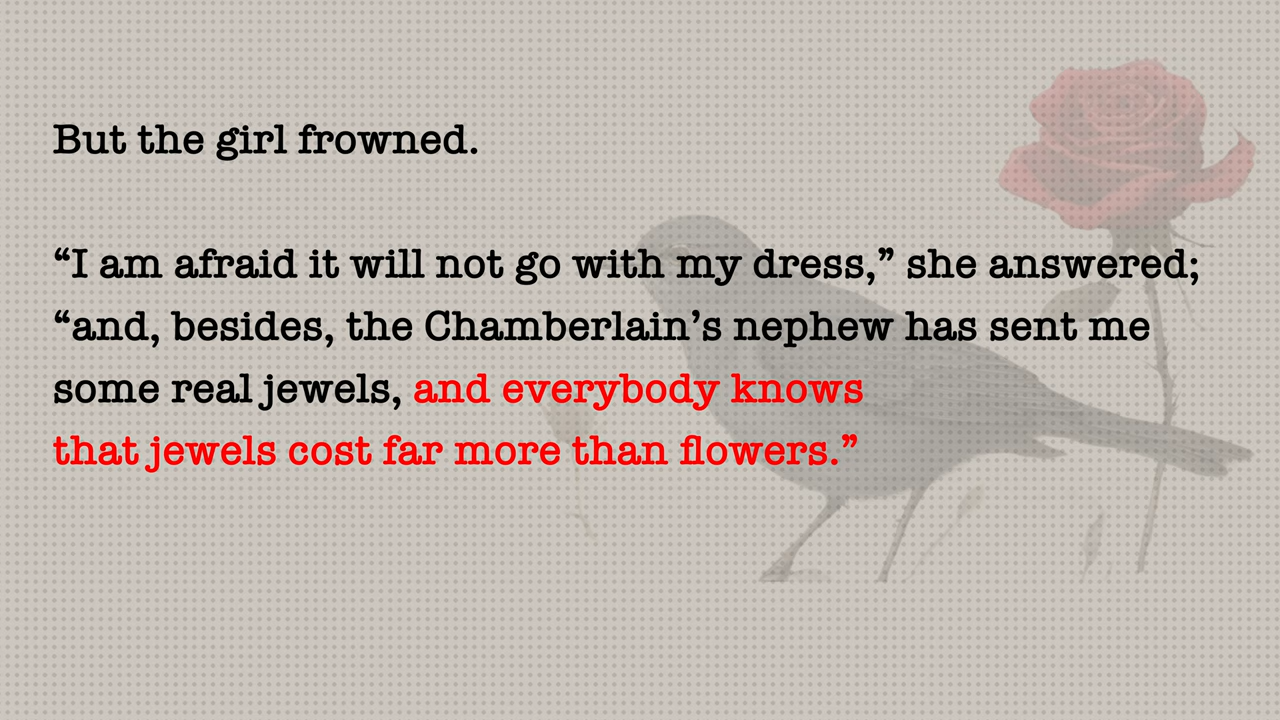 But the girl frowned.
“I am afraid it will not go with my dress,” she answered;
“and, besides, the Chamberlain’s nephew has sent me
some real jewels, and everybody knows
that jewels cost far more than flowers.”